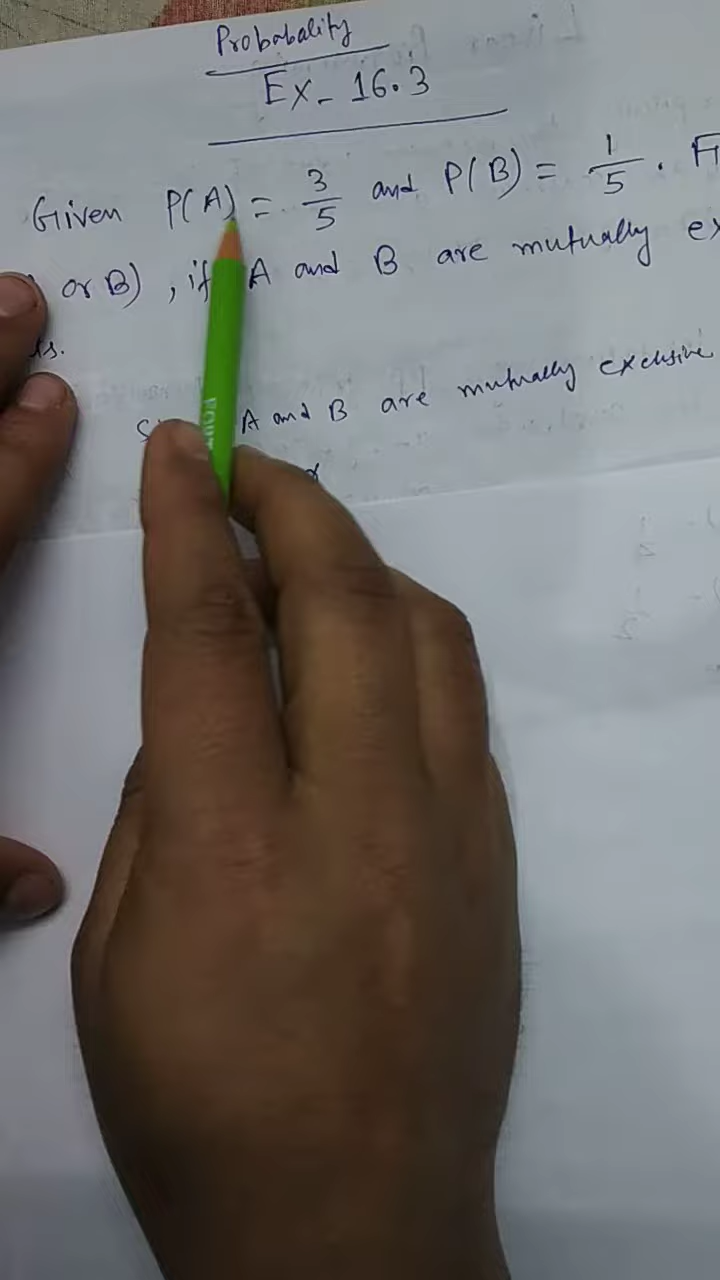 Probabality
Ex - 16.3
Given P(A) = 3/5 and P(B) = 1/5 .
or B) , if A and B are mutually
A and B are mutually exclusive